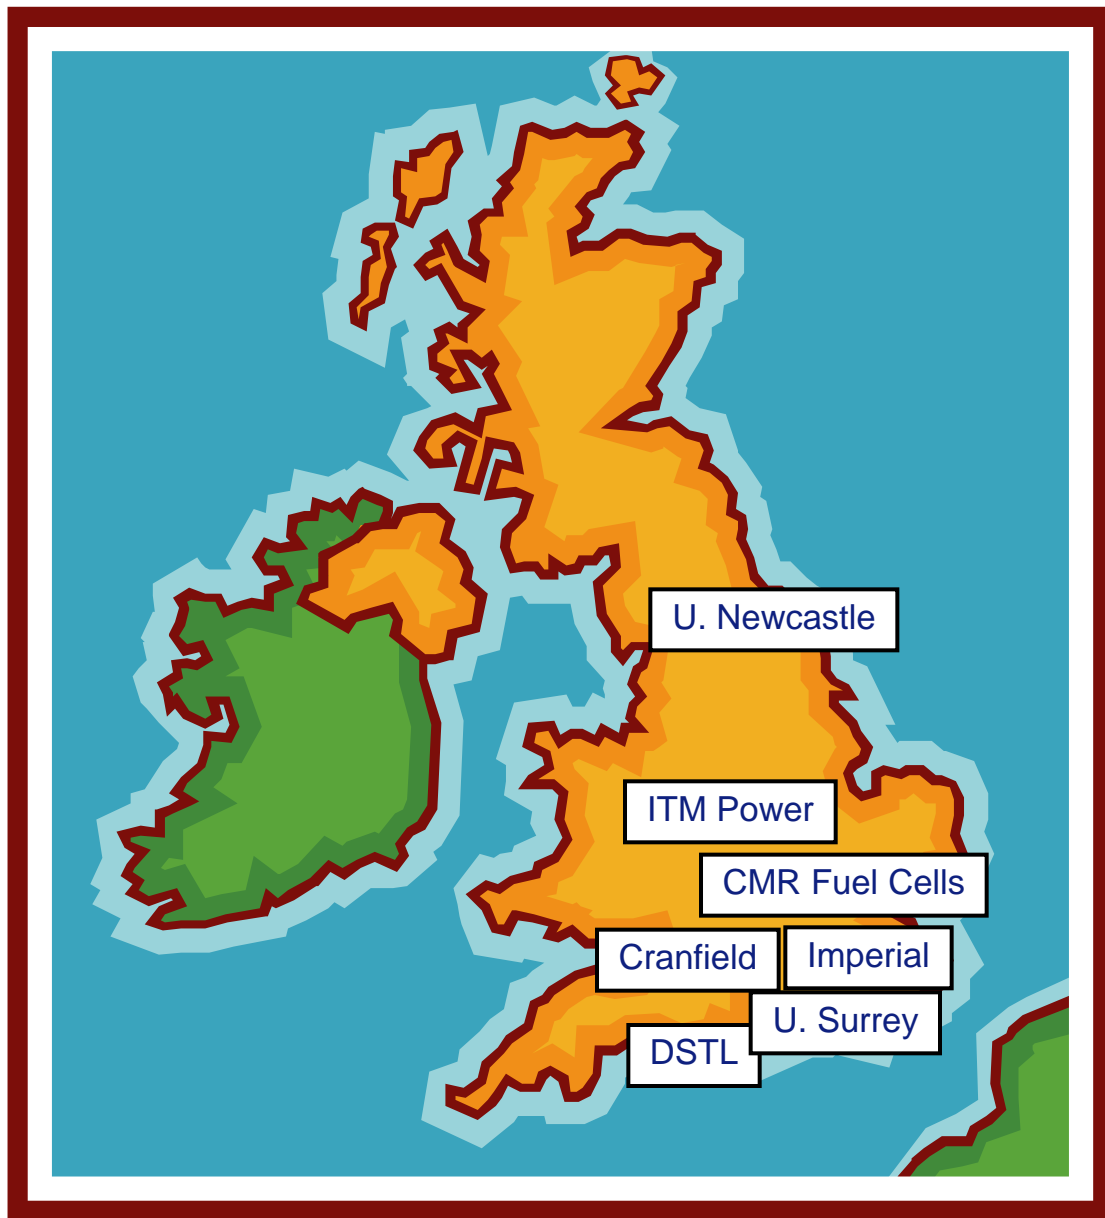 U. Newcastle
ITM Power
CMR Fuel Cells
Cranfield
Imperial
U. Surrey
DSTL